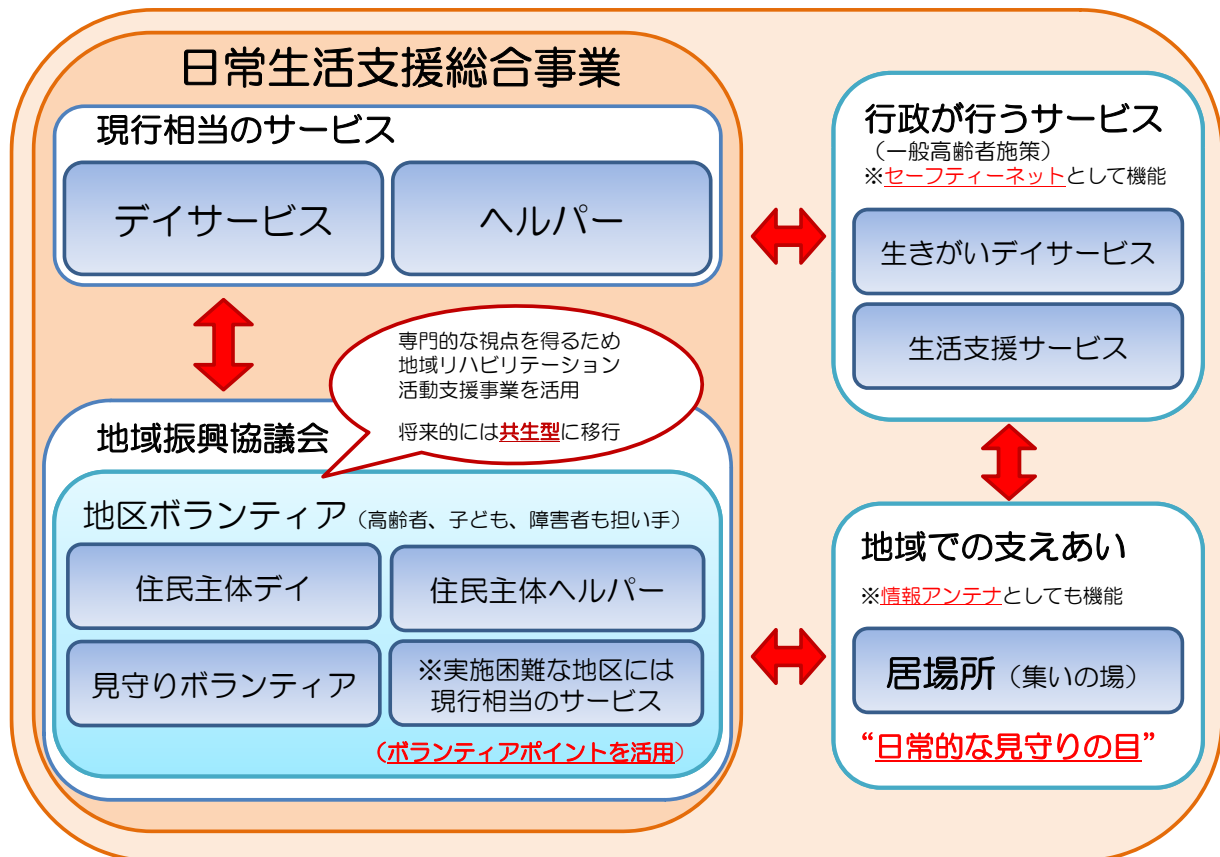 日常生活支援総合事業
現行相当のサービス
デイサービス
ヘルパー
専門的な視点を得るため
地域リハビリテーション
活動支援事業を活用
将来的には共生型に移行
地域振興協議会
地区ボランティア(高齢者、子ども、障害者も担い手)
住民主体デイ
住民主体ヘルパー
見守りボランティア
※実施困難な地区には
現行相当のサービス
(ボランティアポイントを活用)
行政が行うサービス
(一般高齢者施策)
※セーフティーネットとして機能
生きがいデイサービス
生活支援サービス
地域での支えあい
※情報アンテナとしても機能
居場所(集いの場)
“日常的な見守りの目”